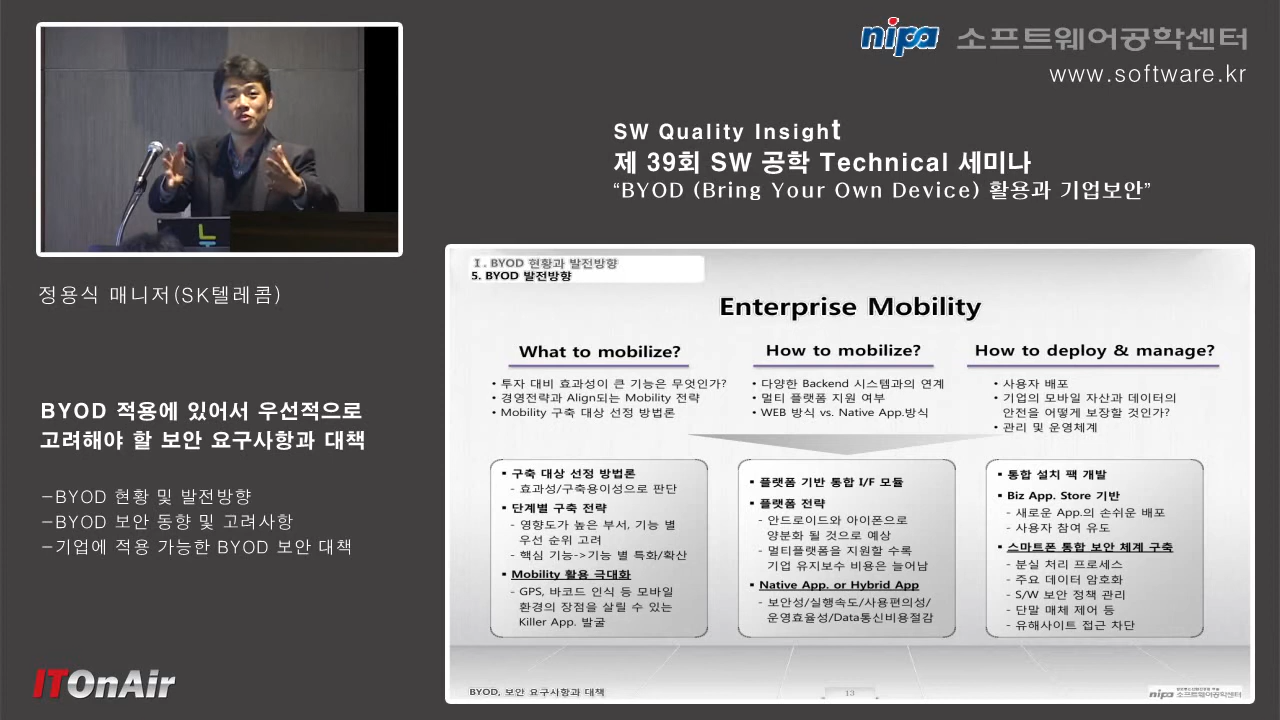 nipa 소프트웨어공학센터
www.software.kr
SW Quality Insight
제 39회 SW 공학 Technical 세미나
“BYOD (Bring Your Own Device) 활용과 기업보안”
정용식 매니저(SK텔레콤)
BYOD 적용에 있어서 우선적으로
고려해야 할 보안 요구사항과 대책
-BYOD 현황 및 발전방향
-BYOD 보안 동향 및 고려사항
-기업에 적용 가능한 BYOD 보안 대책
ITOnAir
Ⅰ. BYOD 현황과 발전방향
5. BYOD 발전방향
Enterprise Mobility
What to mobilize?
• 투자 대비 효과성이 큰 기능은 무엇인가?
• 경영전략과 Align되는 Mobility 전략
• Mobility 구축 대상 선정 방법론
How to mobilize?
• 다양한 Backend 시스템과의 연계
• 멀티 플랫폼 지원 여부
• WEB 방식 vs. Native App.방식
How to deploy & manage?
• 사용자 배포
• 기업의 모바일 자산과 데이터의
안전을 어떻게 보장할 것인가?
• 관리 및 운영체계
▪ 구축 대상 선정 방법론
- 효과성/구축용이성으로 판단
▪ 단계별 구축 전략
- 영향도가 높은 부서, 기능 별
우선 순위 고려
- 핵심 기능->기능 별 특화/확산
▪ Mobility 활용 극대화
- GPS, 바코드 인식 등 모바일
환경의 장점을 살릴 수 있는
Killer App. 발굴
▪ 플랫폼 기반 통합 I/F 모듈
▪ 플랫폼 전략
- 안드로이드와 아이폰으로
양분화 될 것으로 예상
- 멀티플랫폼을 지원할 수록
기업 유지보수 비용은 늘어남
▪ Native App. or Hybrid App
- 보안성/실행속도/사용편의성/
운영효율성/Data통신비용절감
▪ 통합 설치 팩 개발
▪ Biz App. Store 기반
- 새로운 App.의 손쉬운 배포
- 사용자 참여 유도
▪ 스마트폰 통합 보안 체계 구축
- 분실 처리 프로세스
- 주요 데이터 암호화
- S/W 보안 정책 관리
- 단말 매체 제어 등
- 유해사이트 접근 차단
BYOD, 보안 요구사항과 대책
13
nipa 소프트웨어공학센터